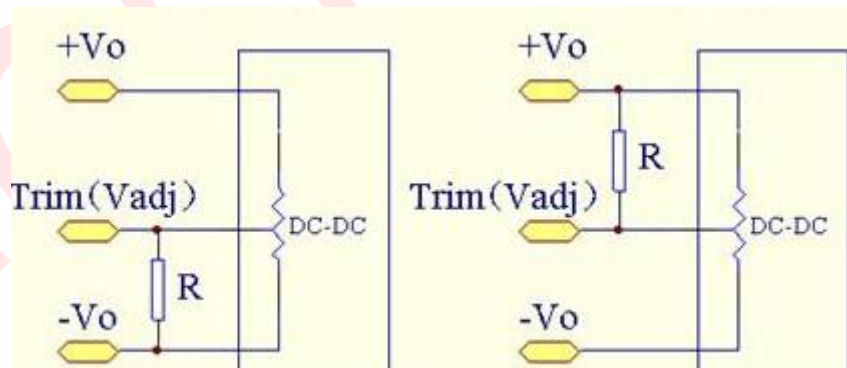 +Vo
Trim(Vadj)
DC-DC
R
-Vo
+Vo
R
Trim(Vadj)
DC-DC
-Vo